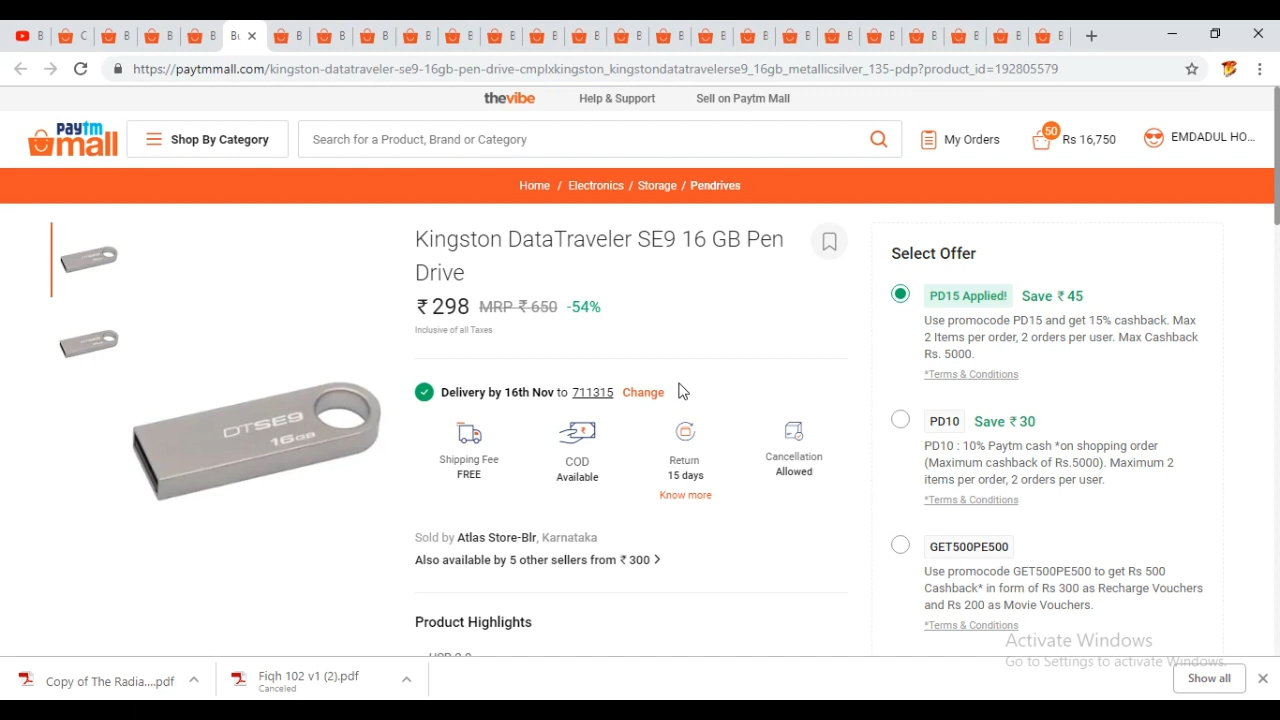 B C B B B Bu B B B B B B B B B B B B B B B B B B B
https://paytmmall.com/kingston-datatraveler-se9-16gb-pen-drive-cmplxkingston_kingstondatatravelerse9_16gb_metallicsilver_135-pdp?product_id=192805579
thevibe Help & Support Sell on Paytm Mall
paytm mall
Shop By Category
Search for a Product, Brand or Category
My Orders
50
Rs 16,750
EMDADUL HO...
Home / Electronics / Storage / Pendrives
DTSE9
16GB
Kingston DataTraveler SE9 16 GB Pen
Drive
₹ 298 MRP ₹ 650 -54%
Inclusive of all Taxes
Delivery by 16th Nov to 711315 Change
Shipping Fee
FREE
COD
Available
Return
15 days
Know more
Cancellation
Allowed
Sold by Atlas Store-Blr, Karnataka
Also available by 5 other sellers from ₹ 300 >
Product Highlights
Select Offer
PD15 Applied! Save ₹ 45
Use promocode PD15 and get 15% cashback. Max
2 Items per order, 2 orders per user. Max Cashback
Rs. 5000.
*Terms & Conditions
PD10 Save ₹ 30
PD10 : 10% Paytm cash *on shopping order
(Maximum cashback of Rs.5000). Maximum 2
items per order, 2 orders per user.
*Terms & Conditions
GET500PE500
Use promocode GET500PE500 to get Rs 500
Cashback* in form of Rs 300 as Recharge Vouchers
and Rs 200 as Movie Vouchers.
*Terms & Conditions
Activate Windows
Go to Settings to activate Windows.
Copy of The Radia....pdf
Fiqh 102 v1 (2).pdf
Canceled
Show all